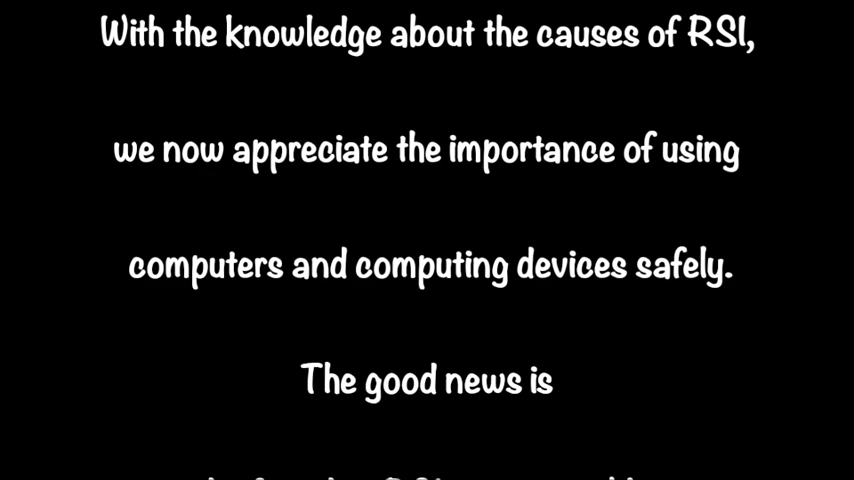 With the knowledge about the causes of RSI,
we now appreciate the importance of using
computers and computing devices safely.
The good news is